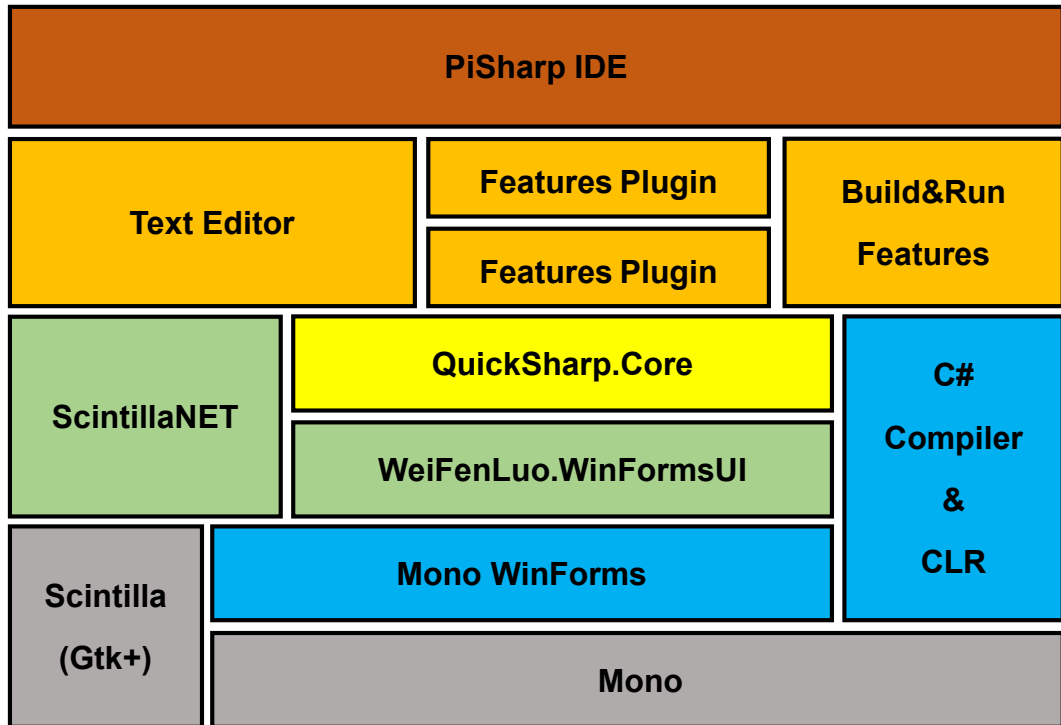 PiSharp IDE
Text Editor
Features Plugin
Features Plugin
Build&Run
Features
ScintillaNET
QuickSharp.Core
WeiFenLuo.WinFormsUI
C#
Compiler
&
CLR
Scintilla
(Gtk+)
Mono WinForms
Mono